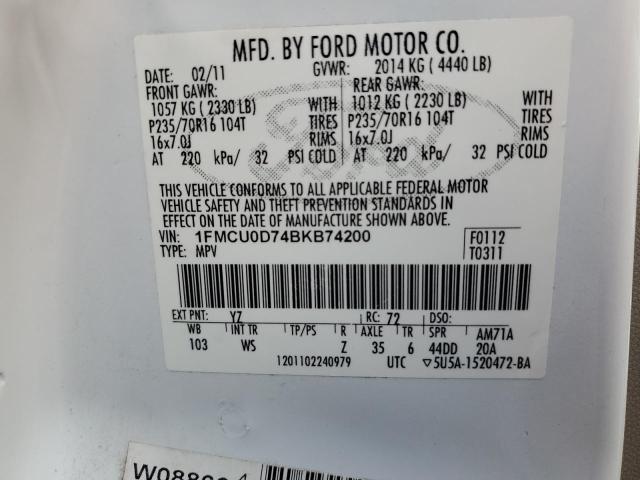 MFD. BY FORD MOTOR CO.
DATE: 02/11 GVWR: 2014 KG ( 4440 LB)
FRONT GAWR: REAR GAWR:
1057 KG ( 2330 LB) WITH 1012 KG ( 2230 LB) WITH
P235/70R16 104T TIRES P235/70R16 104T TIRES
16x7.0J RIMS 16x7.0J RIMS
AT 220 kPa/ 32 PSI COLD AT 220 kPa/ 32 PSI COLD
THIS VEHICLE CONFORMS TO ALL APPLICABLE FEDERAL MOTOR
VEHICLE SAFETY AND THEFT PREVENTION STANDARDS IN
EFFECT ON THE DATE OF MANUFACTURE SHOWN ABOVE.
VIN: 1FMCU0D74BKB74200 F0112
TYPE: MPV T0311
EXT PNT: YZ RC: 72 DSO:
WB INT TR TP/PS R AXLE TR SPR AM71A
103 WS Z 35 6 44DD 20A
1201102240979 UTC ▽5U5A-1520472-BA